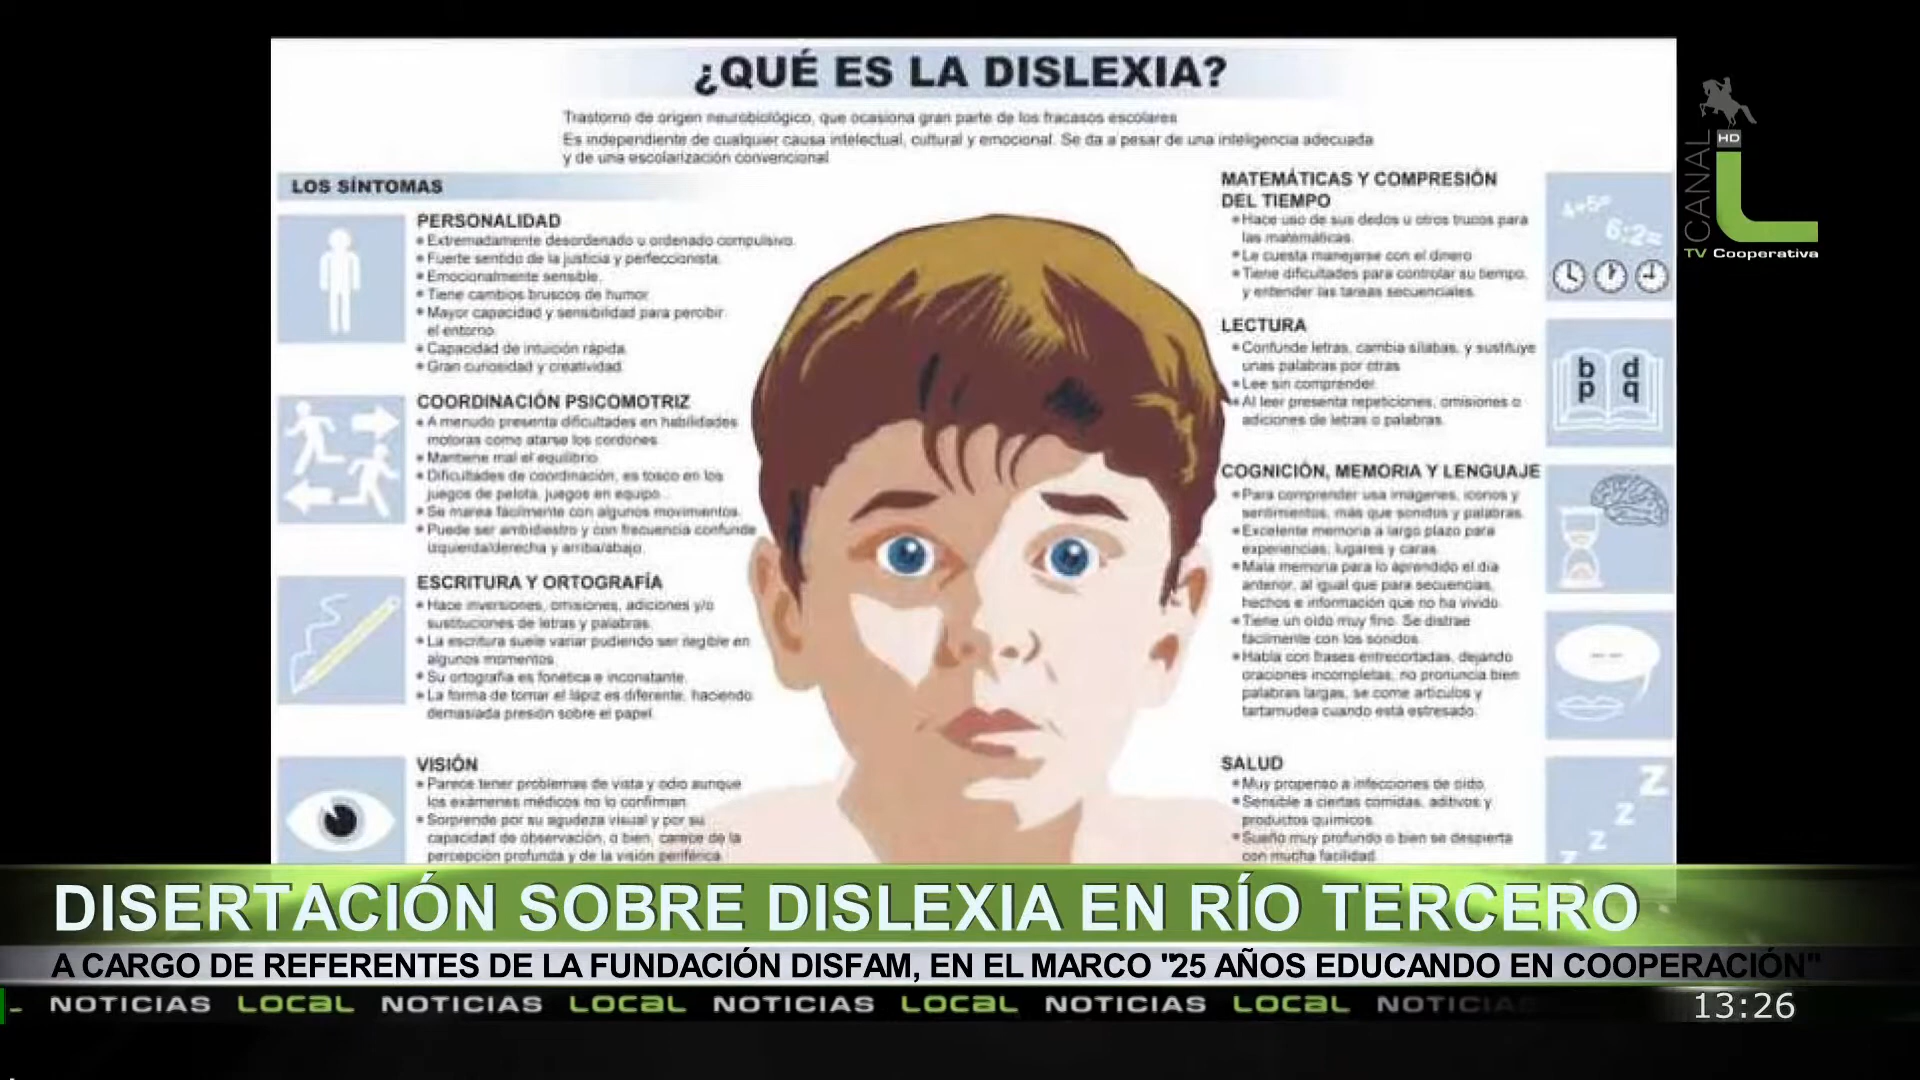 ¿QUÉ ES LA DISLEXIA?
Trastorno de origen neurobiológico, que ocasiona gran parte de los fracasos escolares
Es independiente de cualquier causa intelectual, cultural y emocional. Se da a pesar de una inteligencia adecuada
y de una escolarización convencional
LOS SÍNTOMAS
PERSONALIDAD
• Extremadamente desordenado u ordenado compulsivo.
• Fuerte sentido de la justicia y perfeccionista.
• Emocionalmente sensible.
• Tiene cambios bruscos de humor
• Mayor capacidad y sensibilidad para percibir
el entorno.
• Capacidad de intuición rápida.
• Gran curiosidad y creatividad.
COORDINACIÓN PSICOMOTRIZ
• A menudo presenta dificultades en habilidades
motoras como atarse los cordones.
• Mantiene mal el equilibrio.
• Dificultades de coordinación, es tosco en los
juegos de pelota, juegos en equipo...
• Se marea fácilmente con algunos movimientos.
• Puede ser ambidiestro y con frecuencia confunde
izquierda/derecha y arriba/abajo.
ESCRITURA Y ORTOGRAFÍA
• Hace inversiones, omisiones, adiciones y/o
sustituciones de letras y palabras.
• La escritura suele variar pudiendo ser ilegible en
algunos momentos.
• Su ortografía es fonética e inconstante.
• La forma de tomar el lápiz es diferente, haciendo
demasiada presión sobre el papel.
VISIÓN
• Parece tener problemas de vista y oído aunque
los exámenes médicos no lo confirman.
• Sorprende por su agudeza visual y por su
capacidad de observación, o bien, carece de la
percepción profunda y de la visión periférica.
MATEMÁTICAS Y COMPRESIÓN
DEL TIEMPO
• Hace uso de sus dedos u otros trucos para
las matemáticas.
• Le cuesta manejarse con el dinero
• Tiene dificultades para controlar su tiempo,
y entender las tareas secuenciales.
4+5=
6:2=
LECTURA
• Confunde letras, cambia sílabas, y sustituye
unas palabras por otras
• Lee sin comprender.
• Al leer presenta repeticiones, omisiones o
adiciones de letras o palabras.
b d
p q
COGNICIÓN, MEMORIA Y LENGUAJE
• Para comprender usa imágenes, iconos y
sentimientos, más que sonidos y palabras.
• Excelente memoria a largo plazo para
experiencias, lugares y caras.
• Mala memoria para lo aprendido el día
anterior, al igual que para secuencias,
hechos e información que no ha vivido.
• Tiene un oído muy fino. Se distrae
fácilmente con los sonidos.
• Habla con frases entrecortadas, dejando
oraciones incompletas, no pronuncia bien
palabras largas, se come artículos y
tartamudea cuando está estresado.
SALUD
• Muy propenso a infecciones de oído.
• Sensible a ciertas comidas, aditivos y
productos químicos.
• Sueño muy profundo o bien se despierta
con mucha facilidad.
z
z
z
z
CANAL
HD
L
TV Cooperativa
DISERTACIÓN SOBRE DISLEXIA EN RÍO TERCERO
A CARGO DE REFERENTES DE LA FUNDACIÓN DISFAM, EN EL MARCO "25 AÑOS EDUCANDO EN COOPERACIÓN"
NOTICIAS LOCAL NOTICIAS LOCAL NOTICIAS LOCAL NOTICIAS LOCAL NOTICIAS
13:26